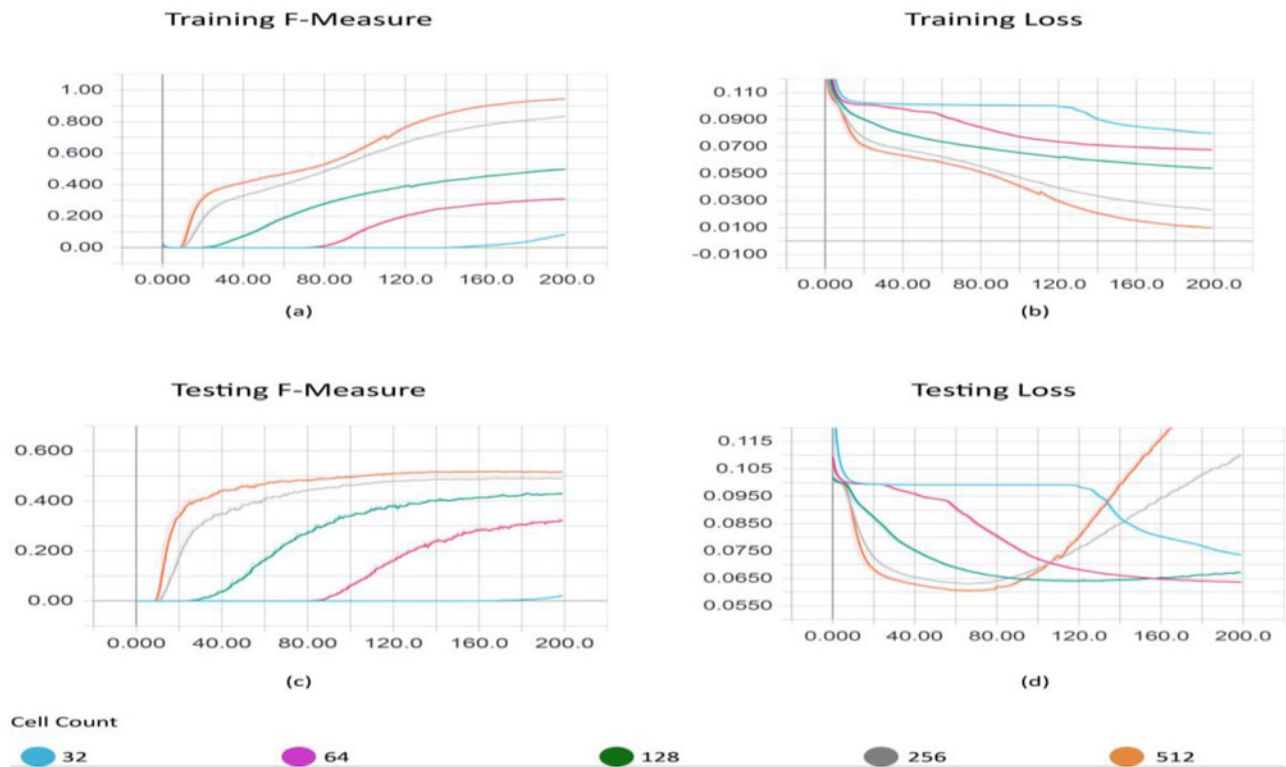 Training F-Measure
Training Loss
1.00
0.800
0.600
0.400
0.200
0.00
0.000 40.00 80.00 120.0 160.0 200.0
(a)
0.110
0.0900
0.0700
0.0500
0.0300
0.0100
-0.0100
0.000 40.00 80.00 120.0 160.0 200.0
(b)
Testing F-Measure
Testing Loss
0.600
0.400
0.200
0.00
0.000 40.00 80.00 120.0 160.0 200.0
(c)
0.115
0.105
0.0950
0.0850
0.0750
0.0650
0.0550
0.000 40.00 80.00 120.0 160.0 200.0
(d)
Cell Count
32 64 128 256 512